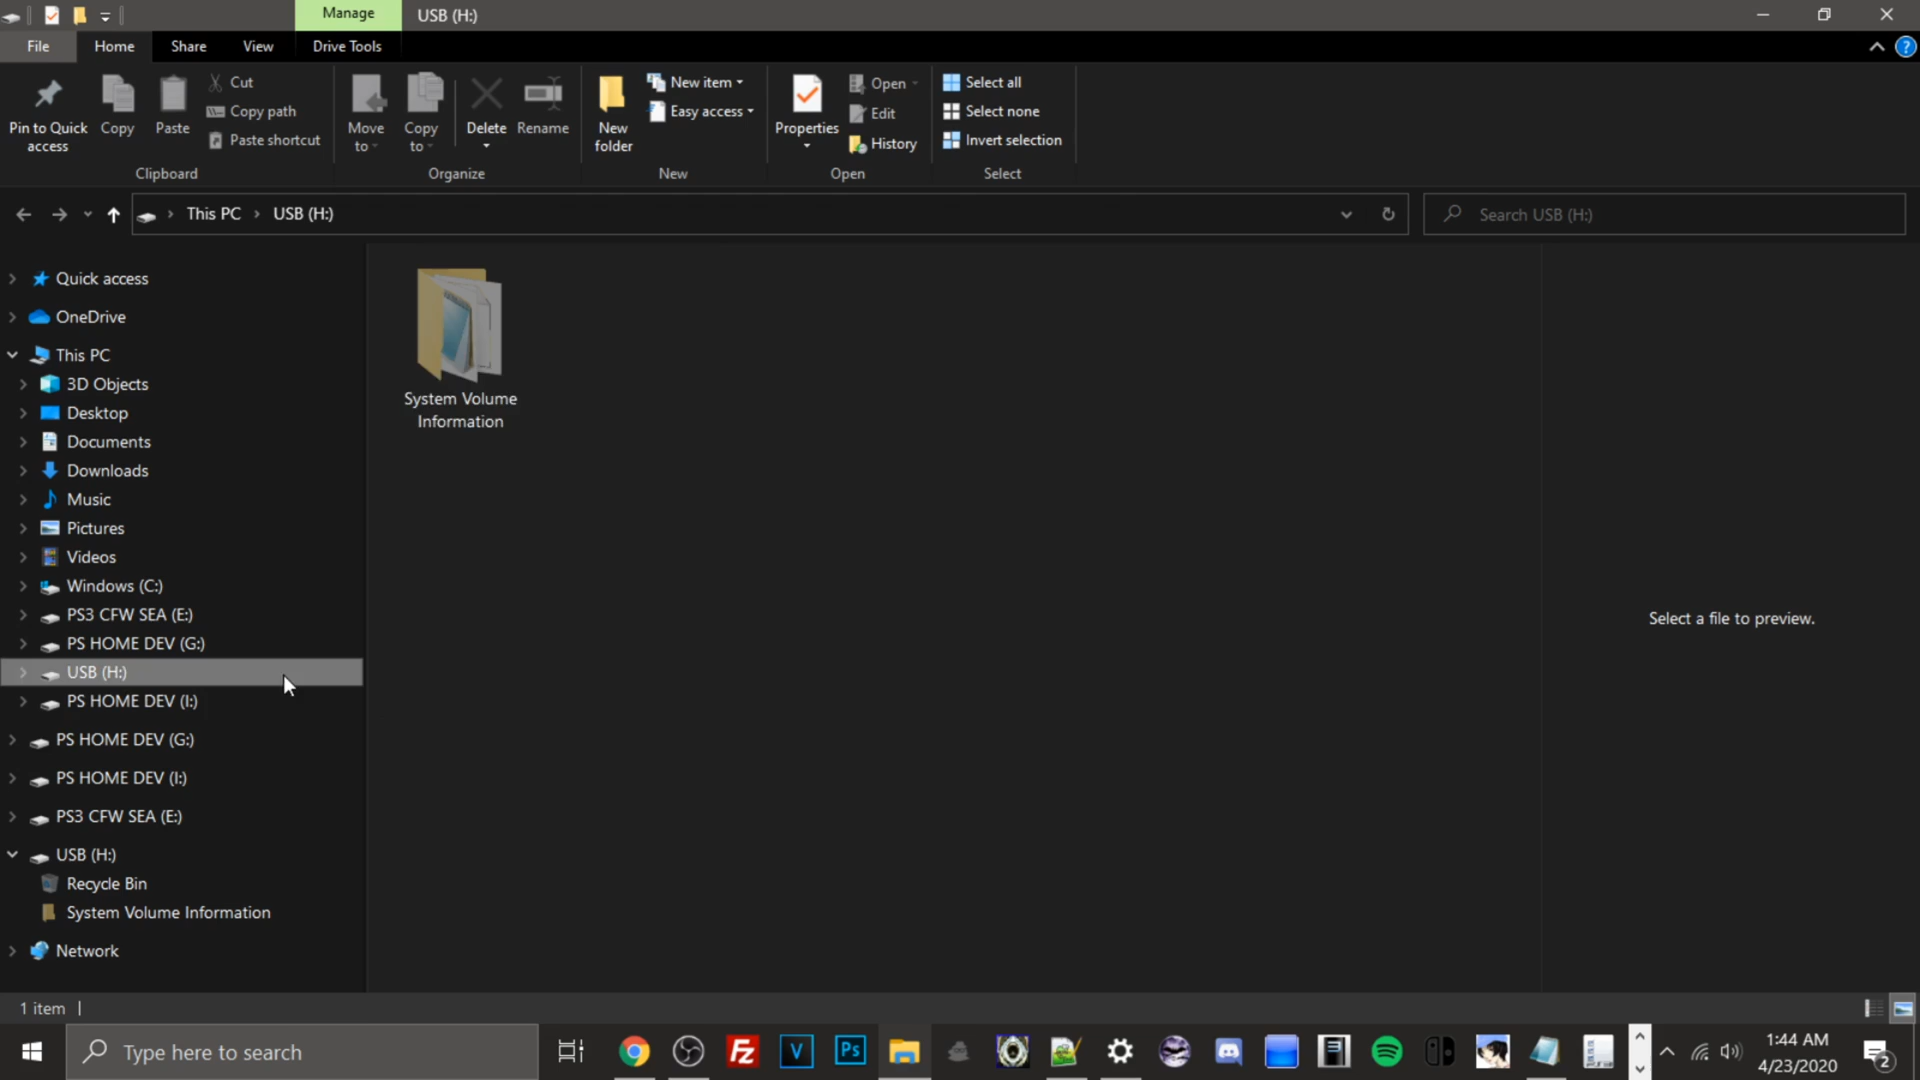 Manage
USB (H:)
File
Home
Share
View
Drive Tools
Pin to Quick
access
Copy
Paste
Cut
Copy path
Paste shortcut
Clipboard
Move
to
Copy
to
Delete
Rename
Organize
New
folder
New item
Easy access
New
Properties
Open
Edit
History
Open
Select all
Select none
Invert selection
Select
This PC
USB (H:)
Search USB (H:)
Quick access
OneDrive
This PC
3D Objects
Desktop
Documents
Downloads
Music
Pictures
Videos
Windows (C:)
PS3 CFW SEA (E:)
PS HOME DEV (G:)
USB (H:)
PS HOME DEV (I:)
PS HOME DEV (G:)
PS HOME DEV (I:)
PS3 CFW SEA (E:)
USB (H:)
Recycle Bin
System Volume Information
Network
System Volume
Information
Select a file to preview.
1 item
Type here to search
Fz
V
Ps
1:44 AM
4/23/2020
2